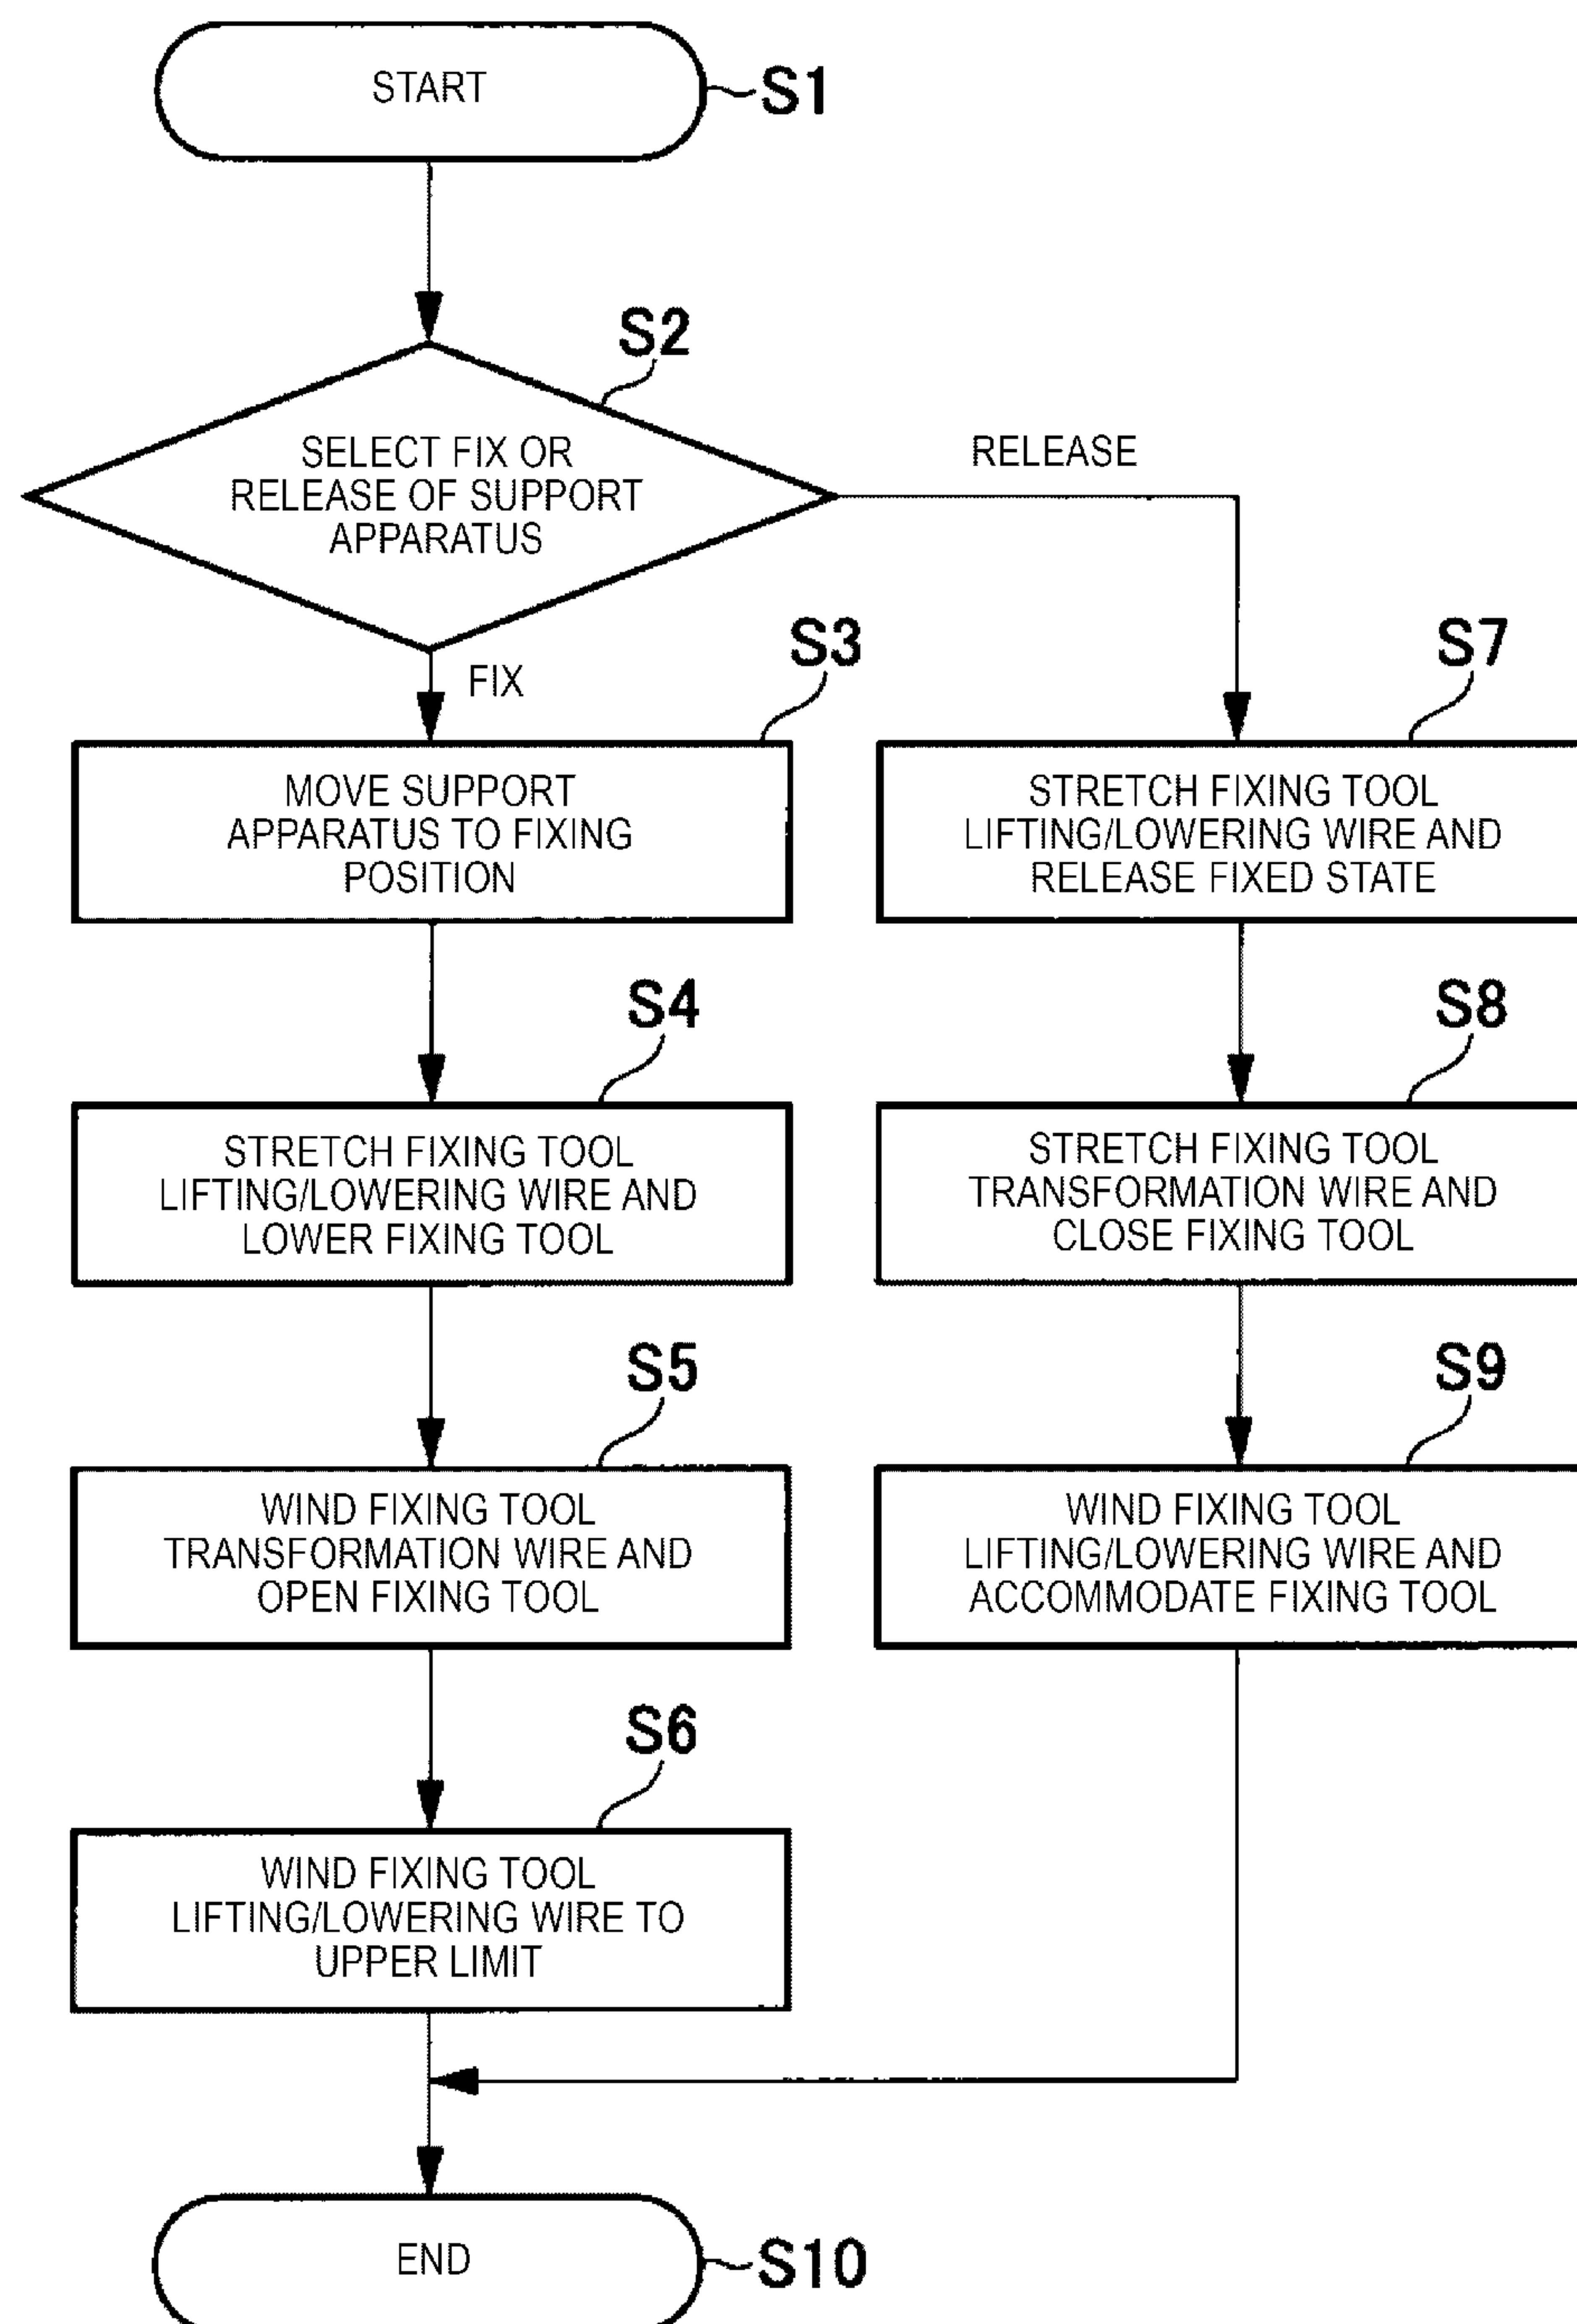 START
S1
S2
SELECT FIX OR
RELEASE OF SUPPORT
APPARATUS
RELEASE
FIX
S3
MOVE SUPPORT
APPARATUS TO FIXING
POSITION
S4
STRETCH FIXING TOOL
LIFTING/LOWERING WIRE AND
LOWER FIXING TOOL
S5
WIND FIXING TOOL
TRANSFORMATION WIRE AND
OPEN FIXING TOOL
S6
WIND FIXING TOOL
LIFTING/LOWERING WIRE TO
UPPER LIMIT
S7
STRETCH FIXING TOOL
LIFTING/LOWERING WIRE AND
RELEASE FIXED STATE
S8
STRETCH FIXING TOOL
TRANSFORMATION WIRE AND
CLOSE FIXING TOOL
S9
WIND FIXING TOOL
LIFTING/LOWERING WIRE AND
ACCOMMODATE FIXING TOOL
END
S10